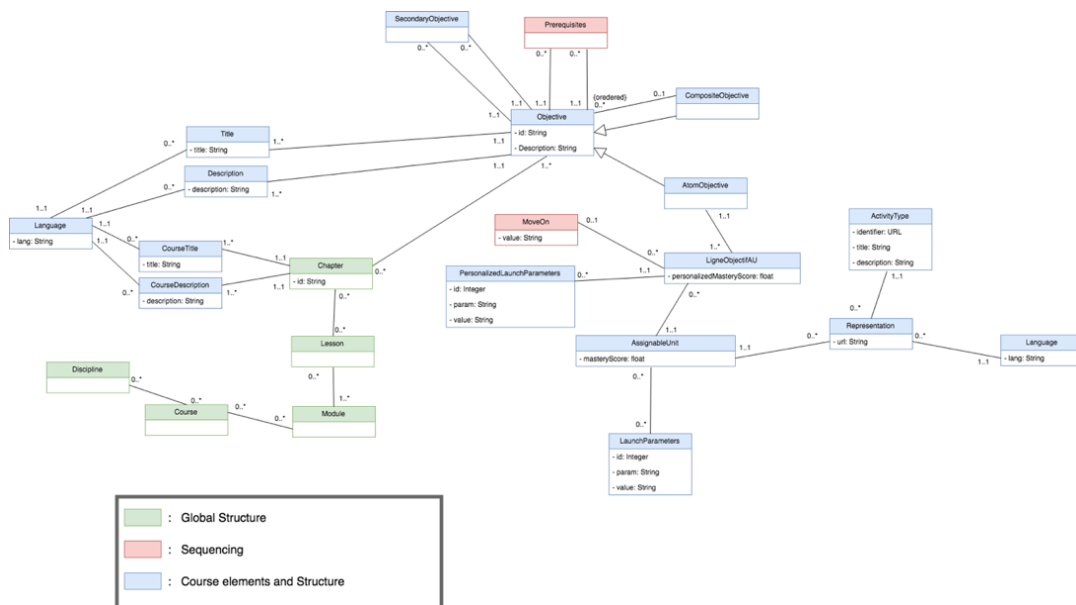 SecondaryObjective
0..*
0..*
Prerequisites
0..*
0..*
1..1
1..1
1..1
1..1
{oredered}
0..*
0..1
CompositeObjective
Objective
- id: String
- Description: String
1..1
1..1
1..*
Title
- title: String
0..*
1..*
Description
- description: String
0..*
1..*
Language
- lang: String
1..1
1..1
1..1
1..1
CourseTitle
- title: String
0..*
1..*
CourseDescription
- description: String
0..*
1..*
1..1
1..1
Chapter
- id: String
0..*
0..*
Lesson
0..*
0..*
1..*
Module
0..*
Course
0..*
0..*
Discipline
0..*
AtomObjective
1..1
1..*
MoveOn
- value: String
0..1
0..*
LigneObjectifAU
- personalizedMasteryScore: float
1..1
0..*
PersonalizedLaunchParameters
- id: Integer
- param: String
- value: String
0..*
1..1
AssignableUnit
- masteryScore: float
1..1
0..*
0..*
0..*
LaunchParameters
- id: Integer
- param: String
- value: String
ActivityType
- identifier: URL
- title: String
- description: String
1..1
0..*
Representation
- url: String
0..*
1..1
Language
- lang: String
: Global Structure
: Sequencing
: Course elements and Structure